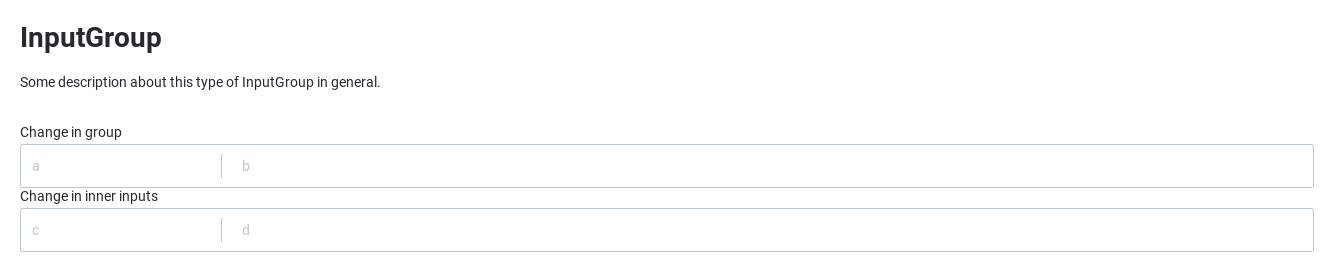 InputGroup
Some description about this type of InputGroup in general.
Change in group
a b
Change in inner inputs
c d